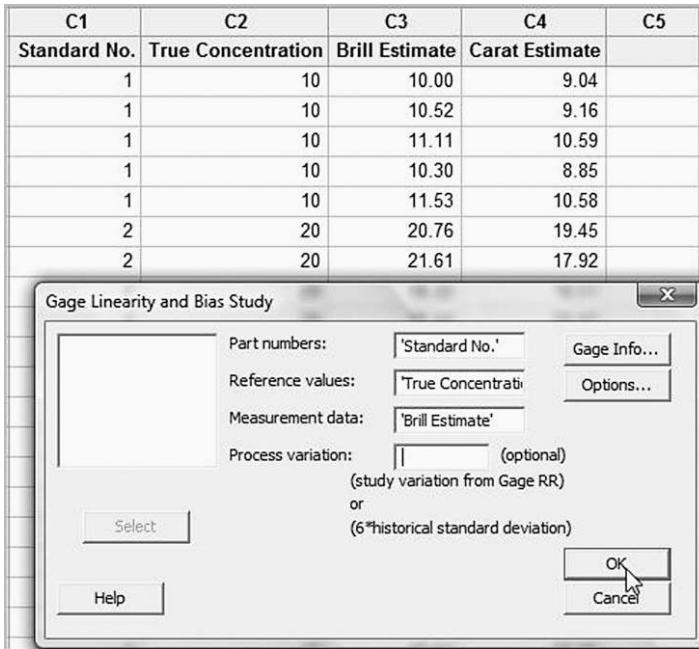 C1 C2 C3 C4 C5
Standard No. True Concentration Brill Estimate Carat Estimate
1 10 10.00 9.04
1 10 10.52 9.16
1 10 11.11 10.59
1 10 10.30 8.85
1 10 11.53 10.58
2 20 20.76 19.45
2 20 21.61 17.92
Gage Linearity and Bias Study
Part numbers: 'Standard No.' Gage Info...
Reference values: 'True Concentrati Options...
Measurement data: 'Brill Estimate'
Process variation: (optional)
(study variation from Gage RR)
or
Select (6*historical standard deviation)
OK
Help Cancel